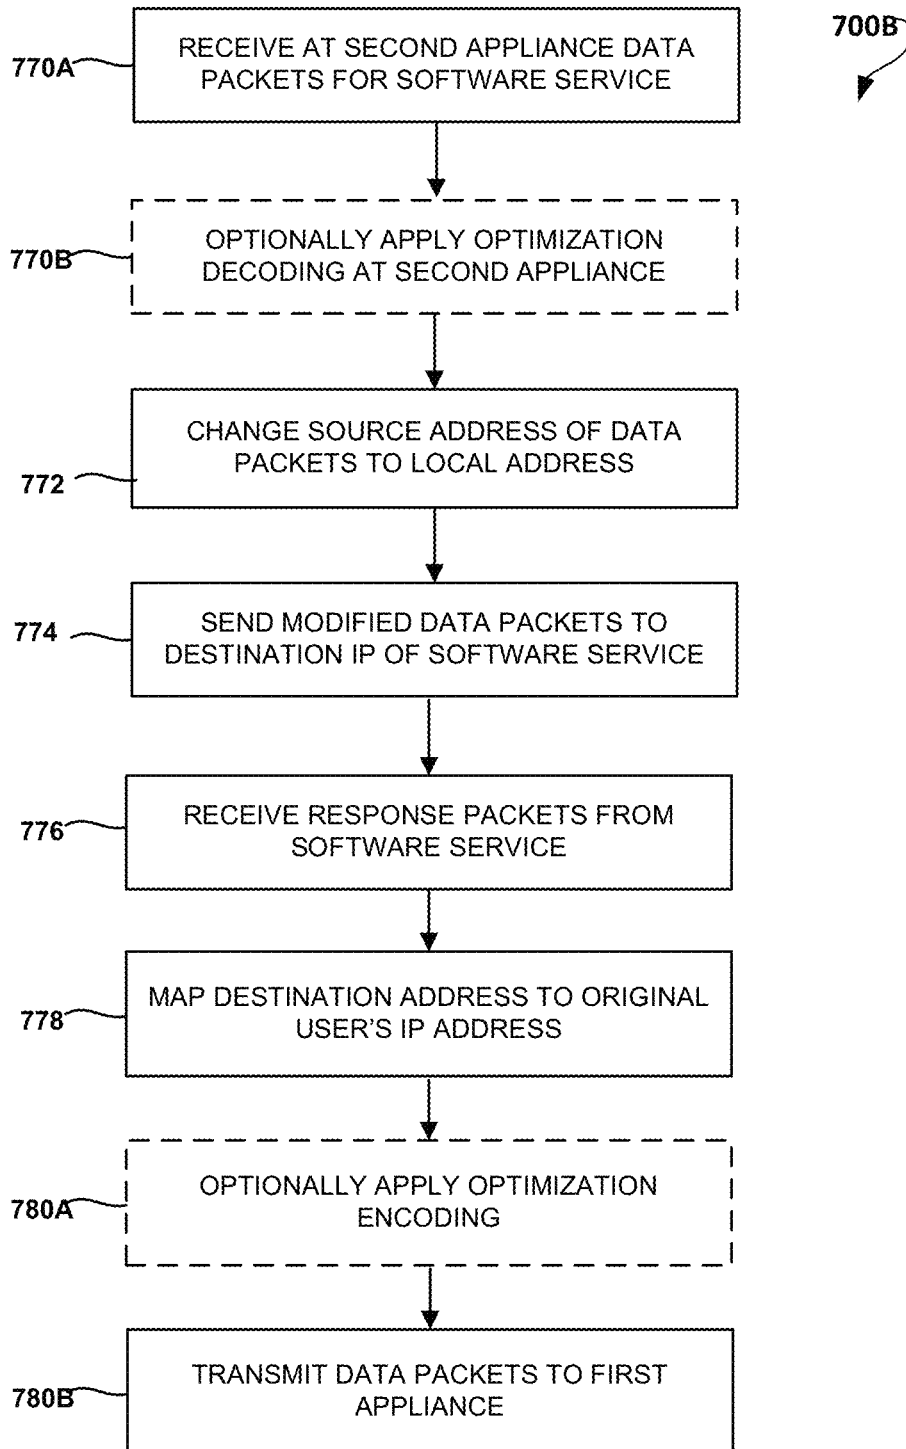 700B
770A
RECEIVE AT SECOND APPLIANCE DATA
PACKETS FOR SOFTWARE SERVICE
770B
OPTIONALLY APPLY OPTIMIZATION
DECODING AT SECOND APPLIANCE
772
CHANGE SOURCE ADDRESS OF DATA
PACKETS TO LOCAL ADDRESS
774
SEND MODIFIED DATA PACKETS TO
DESTINATION IP OF SOFTWARE SERVICE
776
RECEIVE RESPONSE PACKETS FROM
SOFTWARE SERVICE
778
MAP DESTINATION ADDRESS TO ORIGINAL
USER'S IP ADDRESS
780A
OPTIONALLY APPLY OPTIMIZATION
ENCODING
780B
TRANSMIT DATA PACKETS TO FIRST
APPLIANCE